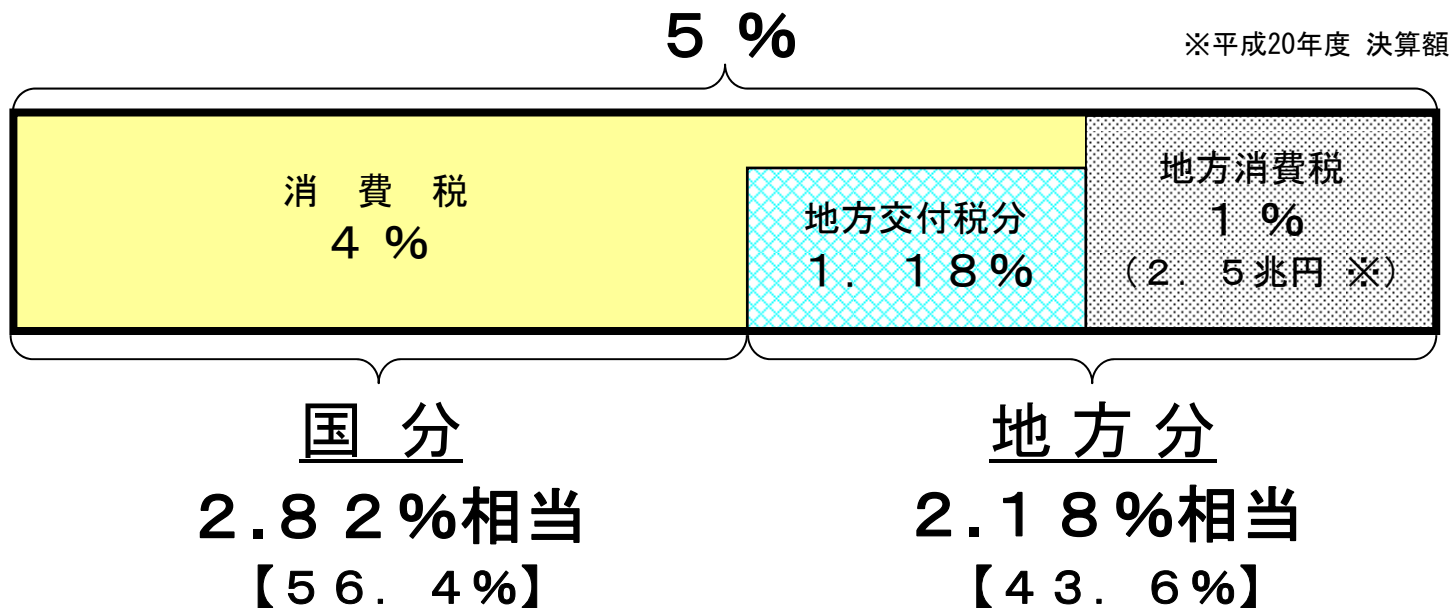 ５％
※平成20年度 決算額
消 費 税
４％
地方交付税分
１．１８％
地方消費税
１％
（２．５兆円 ※）
国 分
２.８２％相当
【５６．４％】
地 方 分
２.１８％相当
【４３．６％】